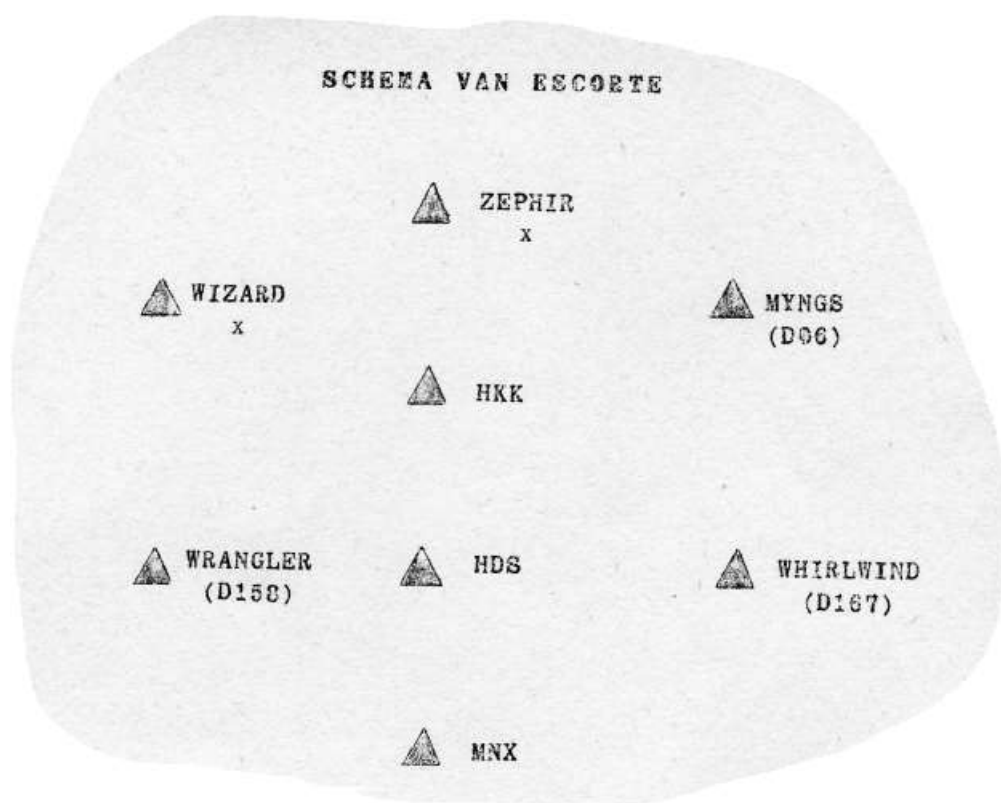 SCHEMA VAN ESCORTE
ZEPHIR
x
WIZARD
x
MYNGS
(D06)
HKK
WRANGLER
(D158)
HDS
WHIRLWIND
(D167)
MNX